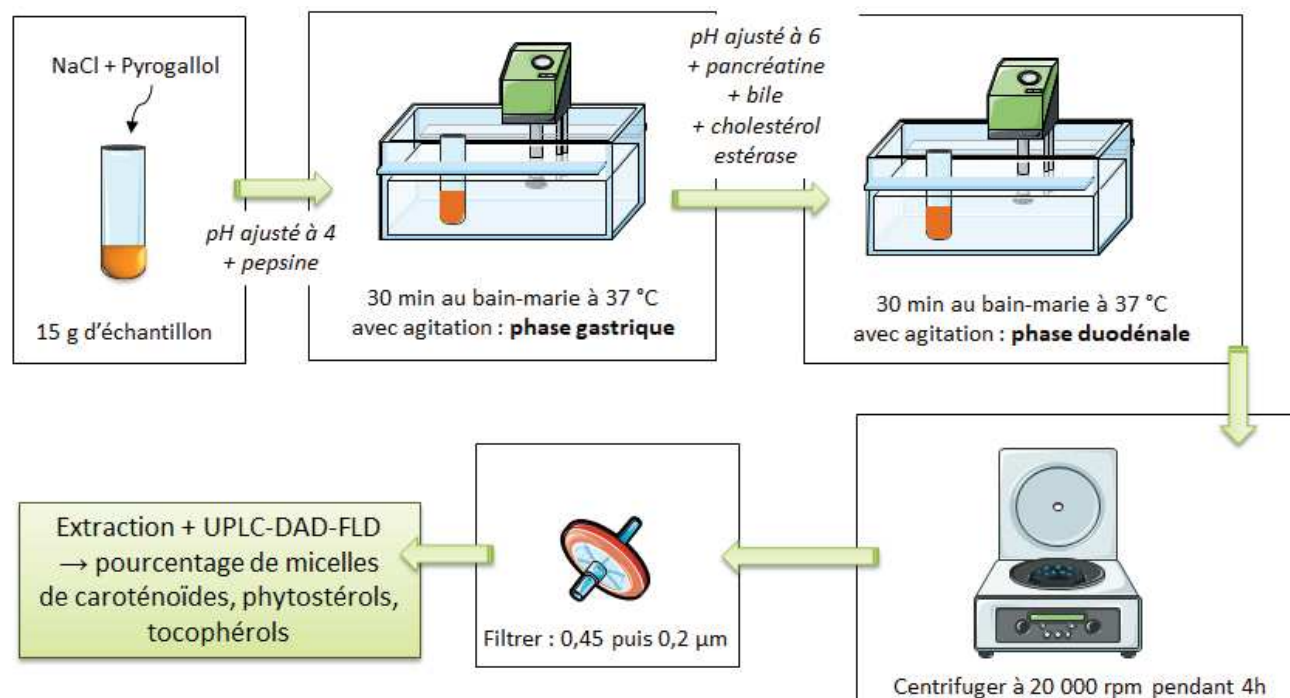 NaCl + Pyrogallol
15 g d'échantillon
pH ajusté à 4
+ pepsine
30 min au bain-marie à 37 °C
avec agitation : phase gastrique
pH ajusté à 6
+ pancréatine
+ bile
+ cholestérol
estérase
30 min au bain-marie à 37 °C
avec agitation : phase duodénale
Centrifuger à 20 000 rpm pendant 4h
Filtrer : 0,45 puis 0,2 µm
Extraction + UPLC-DAD-FLD
→ pourcentage de micelles
de caroténoïdes, phytostérols,
tocophérols